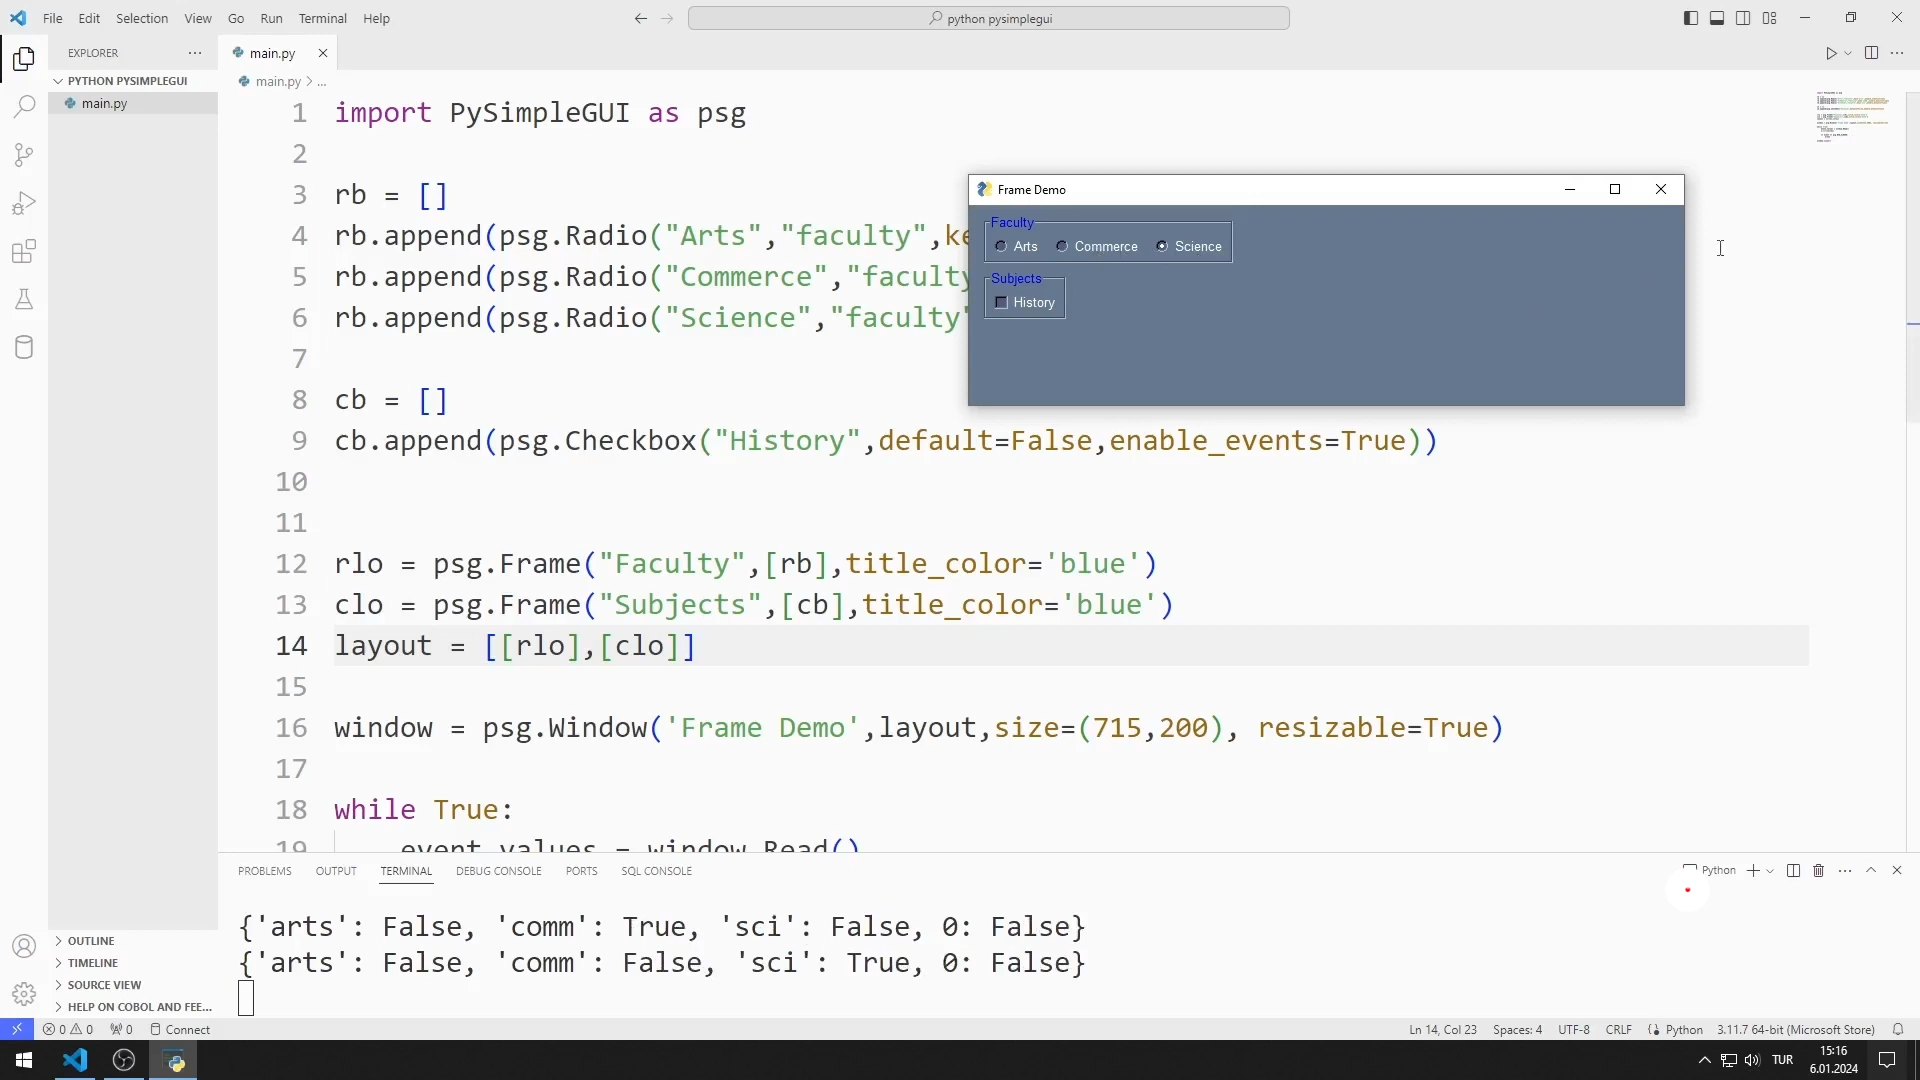 File Edit Selection View Go Run Terminal Help
python pysimplegui
EXPLORER
PYTHON PYSIMPLEGUI
main.py
main.py
main.py > ...
1 import PySimpleGUI as psg
2
3 rb = []
4 rb.append(psg.Radio("Arts","faculty",ke
5 rb.append(psg.Radio("Commerce","faculty
6 rb.append(psg.Radio("Science","faculty"
7
8 cb = []
9 cb.append(psg.Checkbox("History",default=False,enable_events=True))
10
11
12 rlo = psg.Frame("Faculty",[rb],title_color='blue')
13 clo = psg.Frame("Subjects",[cb],title_color='blue')
14 layout = [[rlo],[clo]]
15
16 window = psg.Window('Frame Demo',layout,size=(715,200), resizable=True)
17
18 while True:
19 event,values = window.Read()
Frame Demo
Faculty
Arts Commerce Science
Subjects
History
PROBLEMS OUTPUT TERMINAL DEBUG CONSOLE PORTS SQL CONSOLE
Python
{'arts': False, 'comm': True, 'sci': False, 0: False}
{'arts': False, 'comm': False, 'sci': True, 0: False}
OUTLINE
TIMELINE
SOURCE VIEW
HELP ON COBOL AND FEE...
0 0 0 Connect
Ln 14, Col 23 Spaces: 4 UTF-8 CRLF Python 3.11.7 64-bit (Microsoft Store)
TUR
15:16
6.01.2024